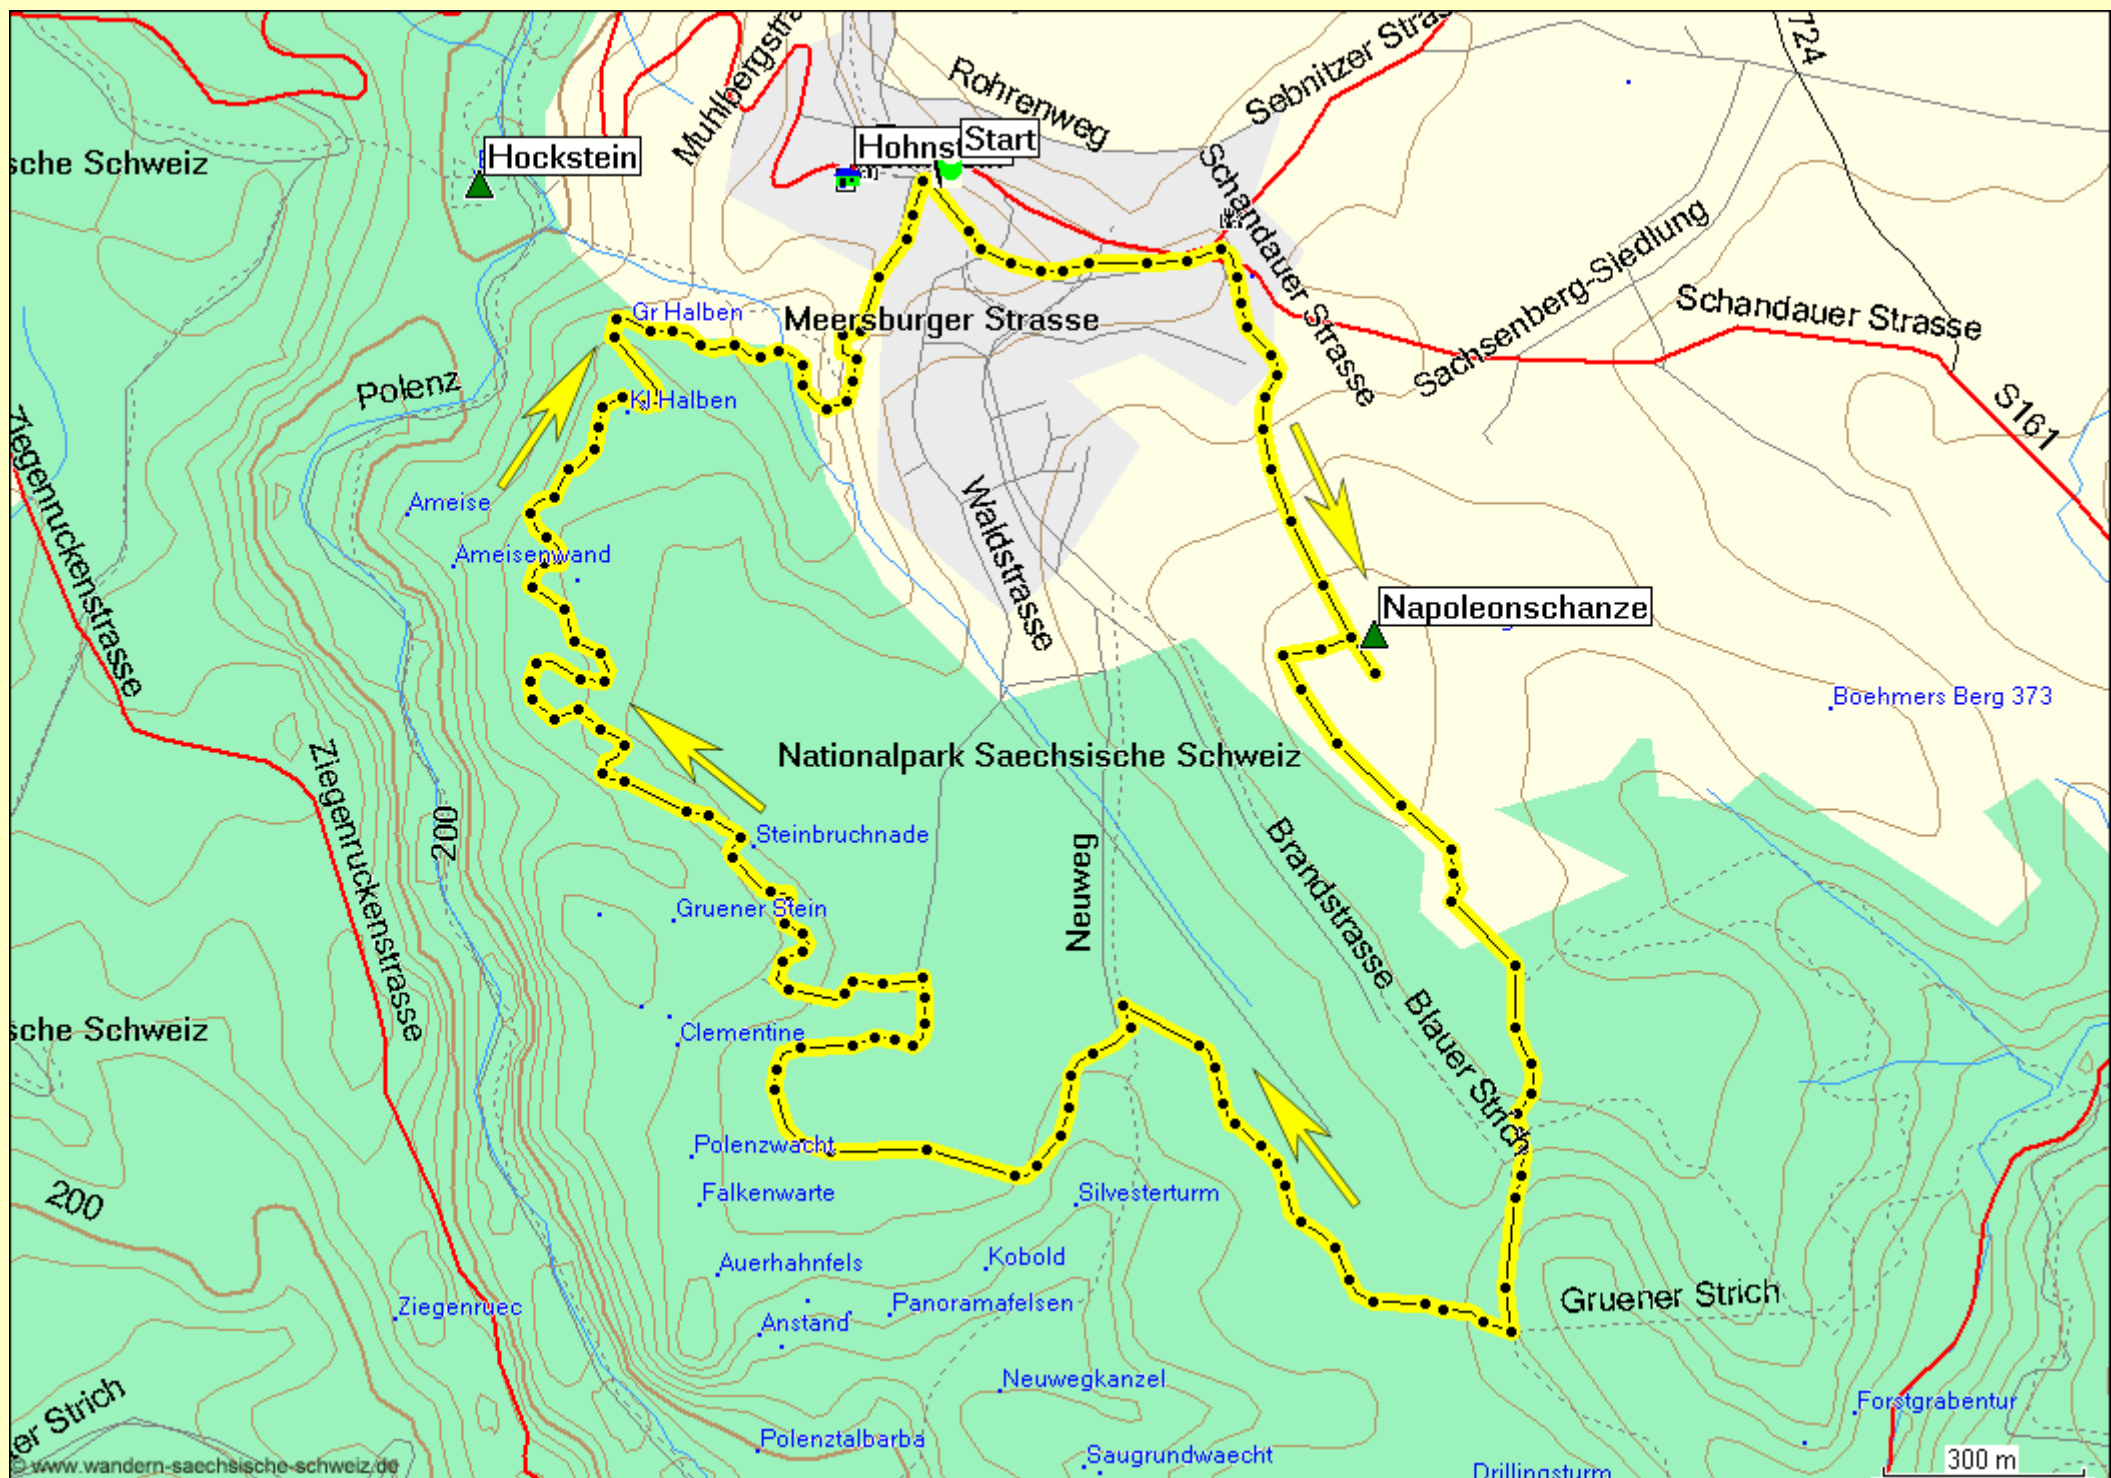 724
Sebnitzer Stras
Muhlbergstra
Rohrenweg
Hohnst
Start
sche Schweiz
Hockstein
Schandauer Strasse
Sachsenberg-Siedlung
Schandauer Strasse
S161
Gr Halben
Meersburger Strasse
Polenz
Kl Halben
Ziegenruckenstrasse
Ameise
Ameisenwand
Waldstrasse
Napoleonschanze
Boehmers Berg 373
Nationalpark Saechsische Schweiz
Ziegenruckenstrasse
200
Steinbruchnade
Neuweg
Brandstrasse
Gruener Stein
sche Schweiz
Clementine
Blauer Strich
Polenzwacht
200
Falkenwarte
Silvesterturm
Auerhahnfels
Kobold
Ziegenruec
Panoramafelsen
Anstand
Gruener Strich
Neuwegkanzel
er Strich
Forstgrabentur
Polenztalbarba
Saugrundwaecht
Drillingsturm
300 m
© www.wandern-saechsische-schweiz.de